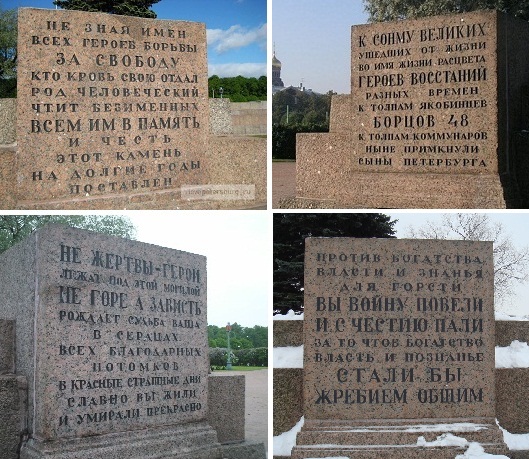 НЕ ЗНАЯ ИМЕН
ВСЕХ ГЕРОЕВ БОРЬБЫ
ЗА СВОБОДУ
КТО КРОВЬ СВОЮ ОТДАЛ
РОД ЧЕЛОВЕЧЕСКИЙ
ЧТИТ БЕЗИМЕННЫХ
ВСЕМ ИМ В ПАМЯТЬ
И ЧЕСТЬ
ЭТОТ КАМЕНЬ
НА ДОЛГИЕ ГОДЫ
ПОСТАВЛЕН
К СОНМУ ВЕЛИКИХ
УШЕДШИХ ОТ ЖИЗНИ
ВО ИМЯ ЖИЗНИ РАСЦВЕТА
ГЕРОЕВ ВОССТАНИЙ
РАЗНЫХ ВРЕМЕН
К ТОЛПАМ ЯКОБИНЦЕВ
БОРЦОВ 48
К ТОЛПАМ КОММУНАРОВ
НЫНЕ ПРИМКНУЛИ
СЫНЫ ПЕТЕРБУРГА
НЕ ЖЕРТВЫ-ГЕРОИ
ЛЕЖАТ ПОД ЭТОЙ МОГИЛОЙ
НЕ ГОРЕ А ЗАВИСТЬ
РОЖДАЕТ СУДЬБА ВАША
В СЕРДЦАХ
ВСЕХ БЛАГОДАРНЫХ
ПОТОМКОВ
В КРАСНЫЕ СТРАШНЫЕ ДНИ
СЛАВНО ВЫ ЖИЛИ
И УМИРАЛИ ПРЕКРАСНО
ПРОТИВ БОГАТСТВА
ВЛАСТИ И ЗНАНЬЯ
ДЛЯ ГОРСТИ
ВЫ ВОЙНУ ПОВЕЛИ
И С ЧЕСТИЮ ПАЛИ
ЗА ТО ЧТОБ БОГАТСТВО
ВЛАСТЬ И ПОЗНАНЬЕ
СТАЛИ БЫ
ЖРЕБИЕМ ОБЩИМ